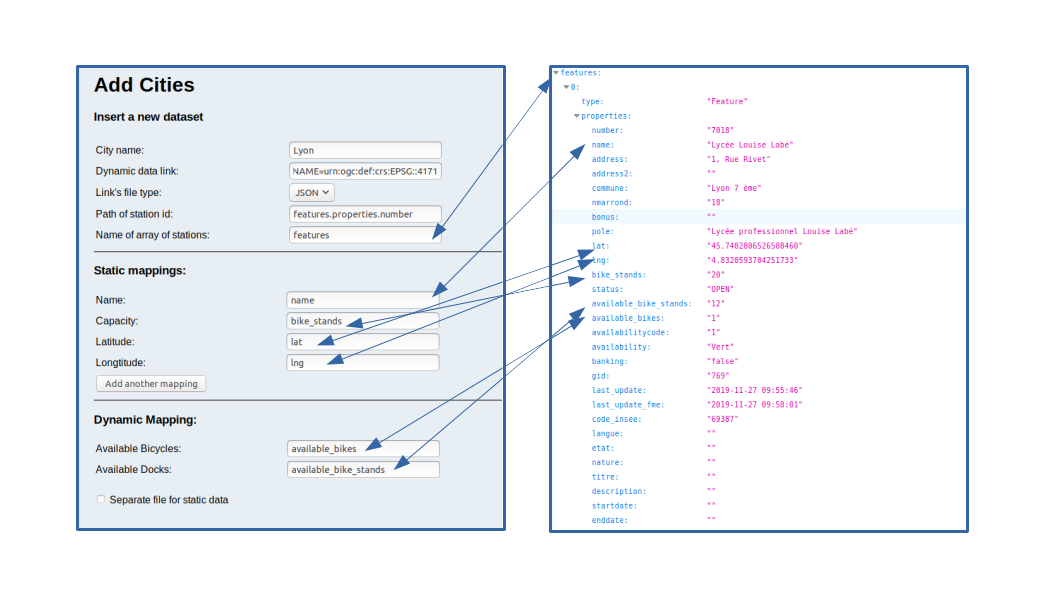 Add Cities
Insert a new dataset
City name: Lyon
Dynamic data link: NAME=urn:ogc:def:crs:EPSG::4171
Link's file type: JSON
Path of station id: features.properties.number
Name of array of stations: features
Static mappings:
Name: name
Capacity: bike_stands
Latitude: lat
Longtitude: lng
Add another mapping
Dynamic Mapping:
Available Bicycles: available_bikes
Available Docks: available_bike_stands
Separate file for static data
features:
0:
type: "Feature"
properties:
number: "7018"
name: "Lycée Louise Labé"
address: "1, Rue Rivet"
address2: ""
commune: "Lyon 7 ème"
nmarrond: "18"
bonus: ""
pole: "Lycée professionnel Louise Labé"
lat: "45.7402806526508460"
lng: "4.8320593704251733"
bike_stands: "20"
status: "OPEN"
available_bike_stands: "12"
available_bikes: "1"
availabilitycode: "1"
availability: "Vert"
banking: "false"
gid: "769"
last_update: "2019-11-27 09:55:46"
last_update_fme: "2019-11-27 09:58:01"
code_insee: "69387"
langue: ""
etat: ""
nature: ""
titre: ""
description: ""
startdate: ""
enddate: ""